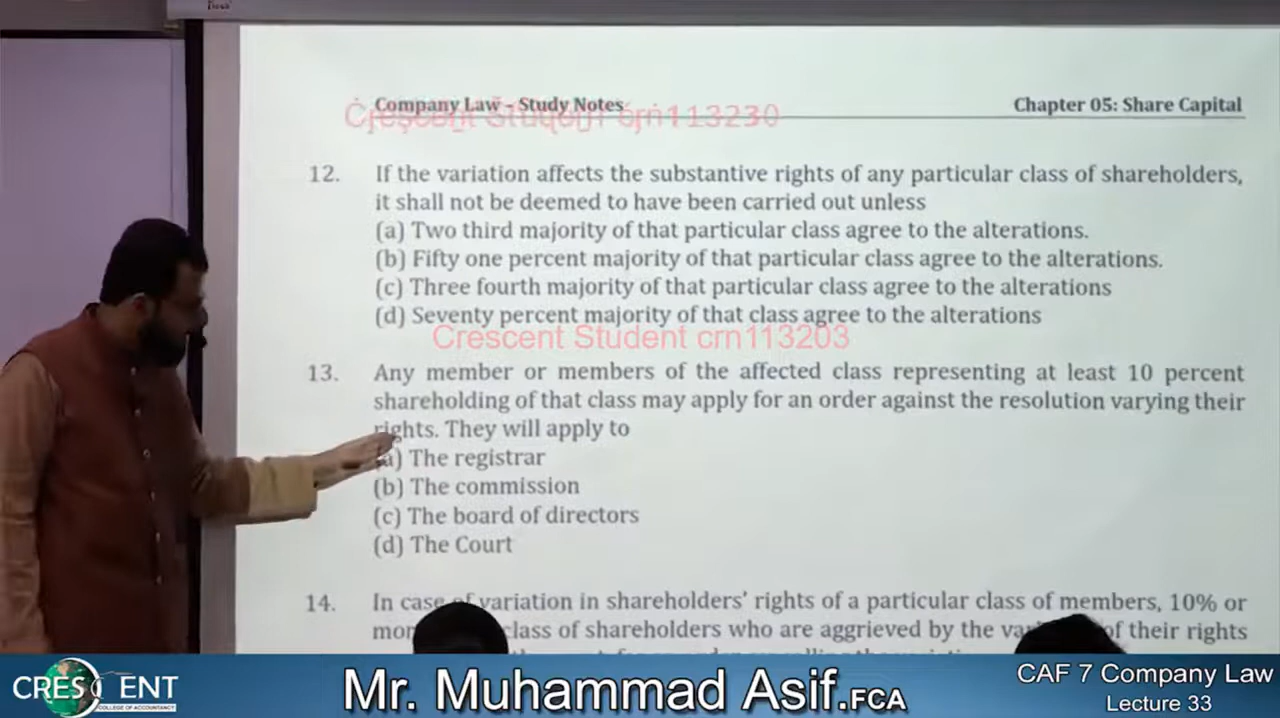 Company Law – Study Notes
Chapter 05: Share Capital
Crescent Student crn113230
12. If the variation affects the substantive rights of any particular class of shareholders,
it shall not be deemed to have been carried out unless
(a) Two third majority of that particular class agree to the alterations.
(b) Fifty one percent majority of that particular class agree to the alterations.
(c) Three fourth majority of that particular class agree to the alterations
(d) Seventy percent majority of that class agree to the alterations
Crescent Student crn113203
13. Any member or members of the affected class representing at least 10 percent
shareholding of that class may apply for an order against the resolution varying their
rights. They will apply to
(a) The registrar
(b) The commission
(c) The board of directors
(d) The Court
14. In case of variation in shareholders' rights of a particular class of members, 10% or
class of shareholders who are aggrieved by the of their rights
CRESCENT
COLLEGE OF ACCOUNTANCY
Mr. Muhammad Asif.FCA
CAF 7 Company Law
Lecture 33